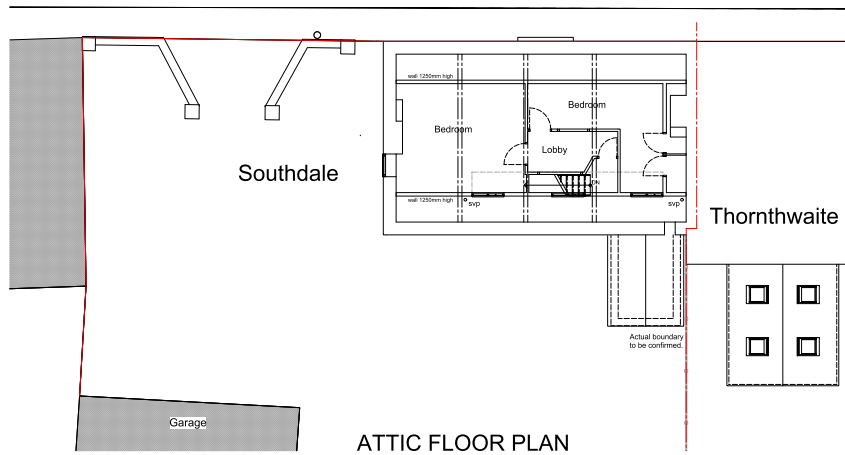 wall 1250mm high
Bedroom
Bedroom
Lobby
Southdale
DN
wall 1250mm high
svp
svp
Thornthwaite
Actual boundary
to be confirmed.
Garage
ATTIC FLOOR PLAN